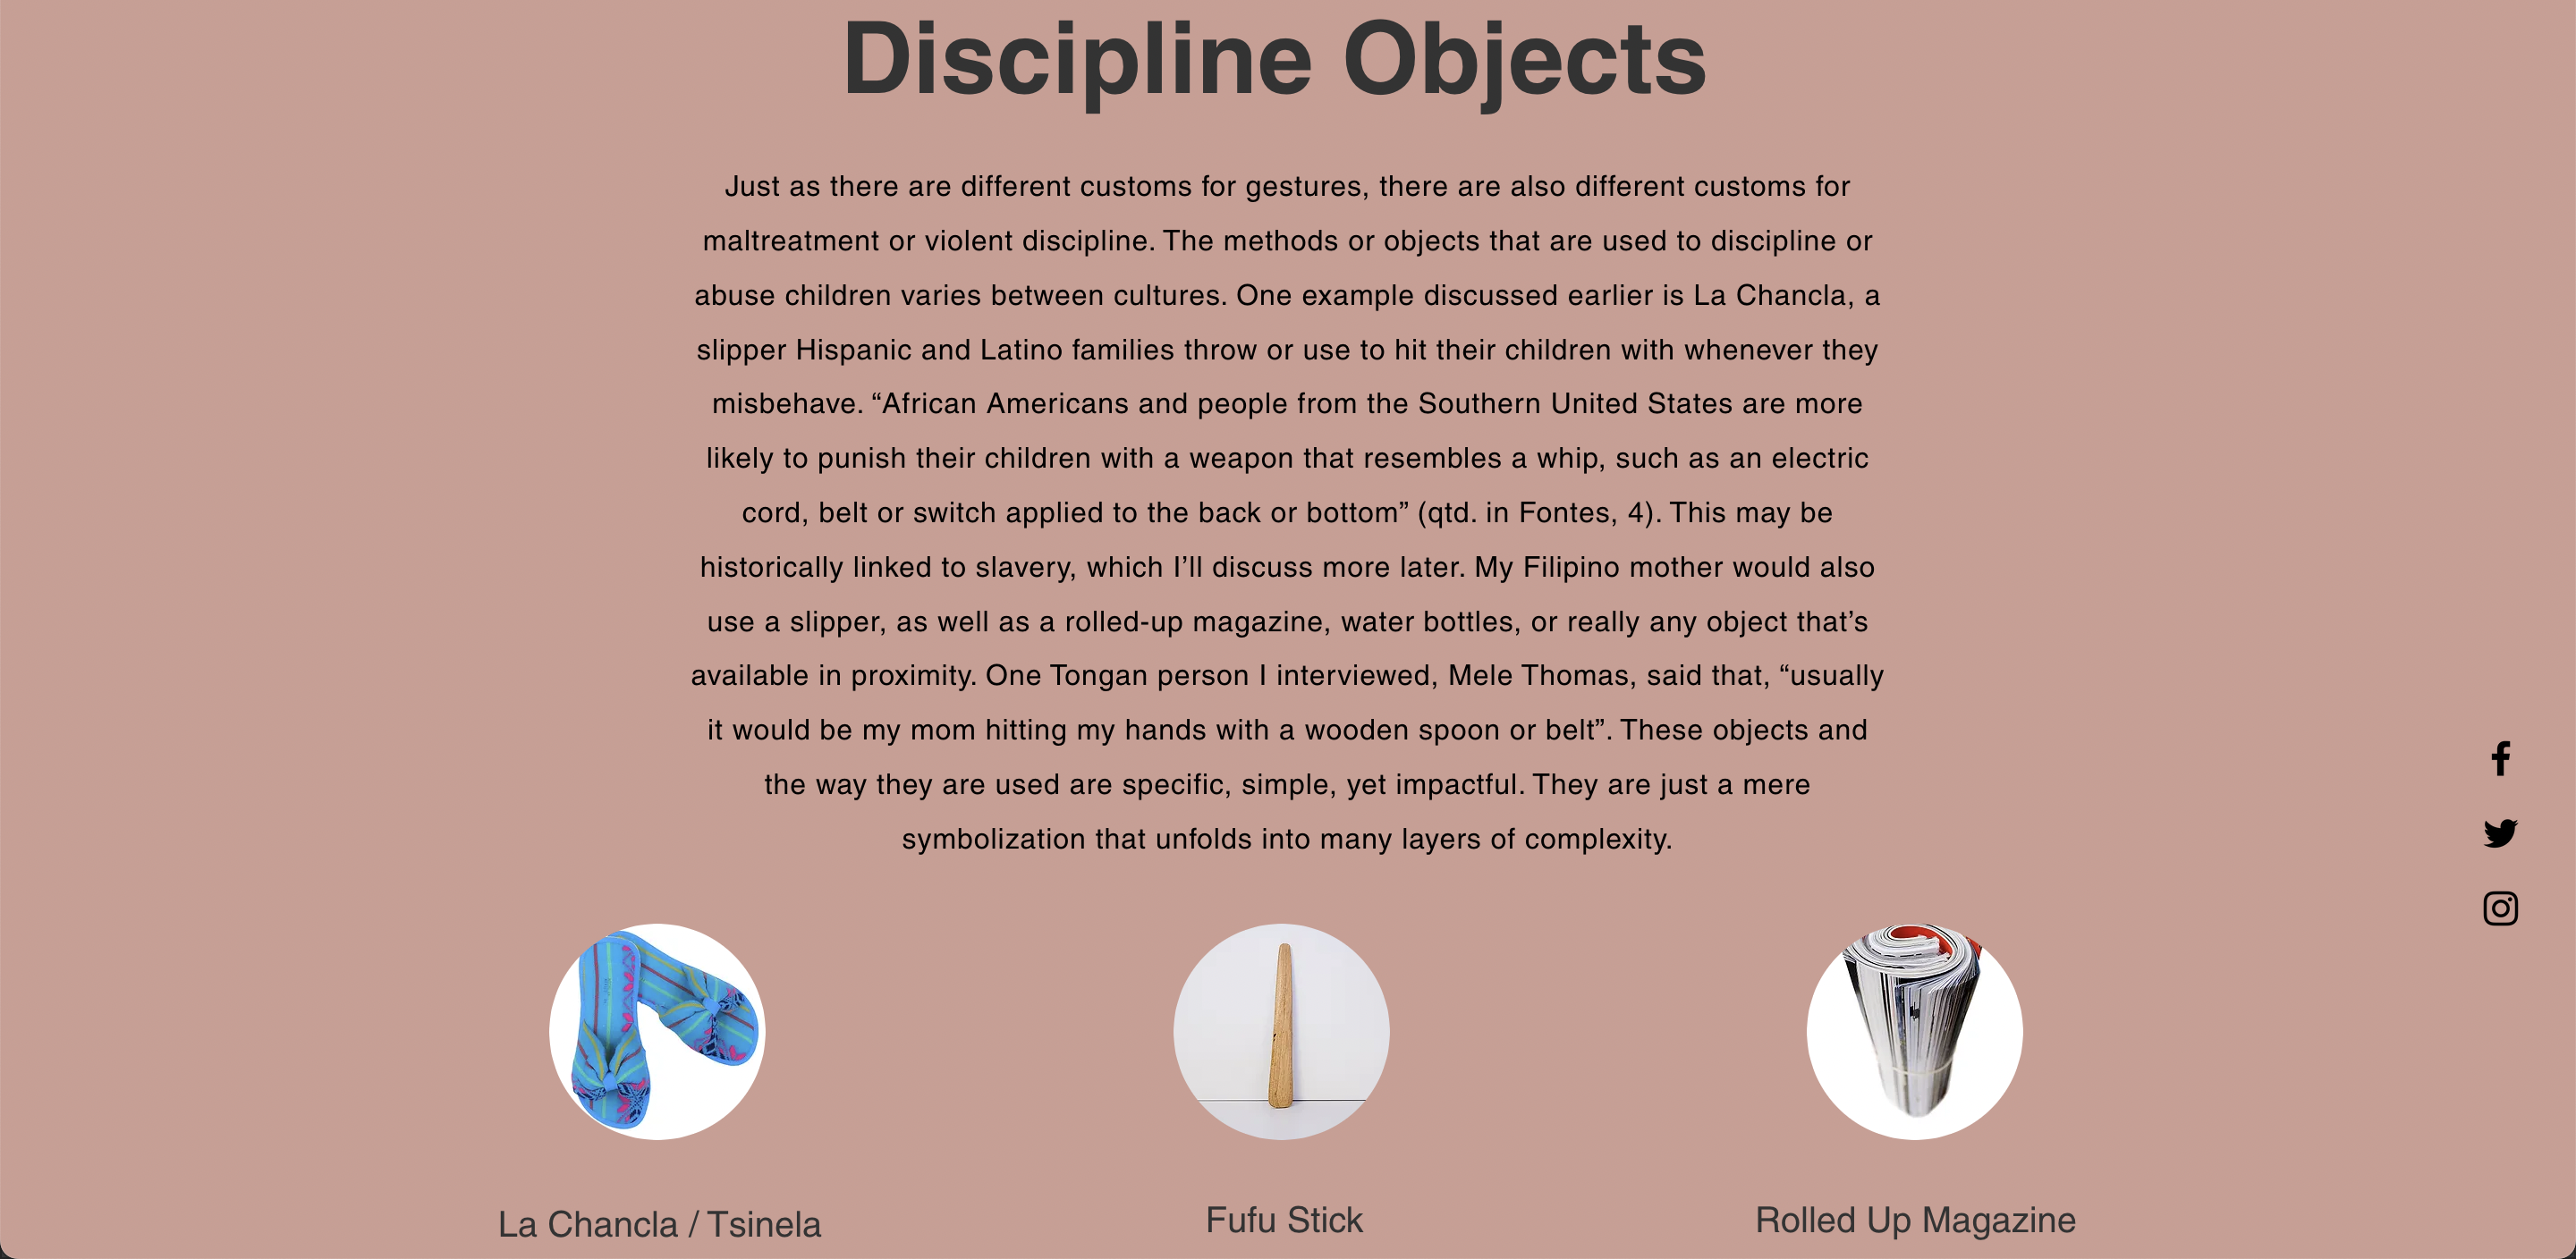 Discipline Objects
Just as there are different customs for gestures, there are also different customs for
maltreatment or violent discipline. The methods or objects that are used to discipline or
abuse children varies between cultures. One example discussed earlier is La Chancla, a
slipper Hispanic and Latino families throw or use to hit their children with whenever they
misbehave. “African Americans and people from the Southern United States are more
likely to punish their children with a weapon that resembles a whip, such as an electric
cord, belt or switch applied to the back or bottom” (qtd. in Fontes, 4). This may be
historically linked to slavery, which I’ll discuss more later. My Filipino mother would also
use a slipper, as well as a rolled-up magazine, water bottles, or really any object that’s
available in proximity. One Tongan person I interviewed, Mele Thomas, said that, “usually
it would be my mom hitting my hands with a wooden spoon or belt”. These objects and
the way they are used are specific, simple, yet impactful. They are just a mere
symbolization that unfolds into many layers of complexity.
La Chancla / Tsinela
Fufu Stick
Rolled Up Magazine